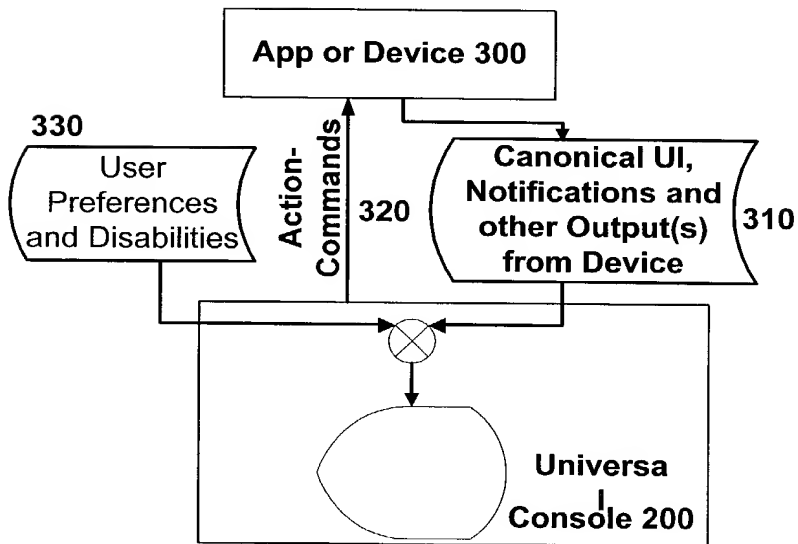 App or Device 300
330
User
Preferences
and Disabilities
Action-
Commands
320
Canonical UI,
Notifications and
other Output(s)
from Device
310
Universa
l
Console 200